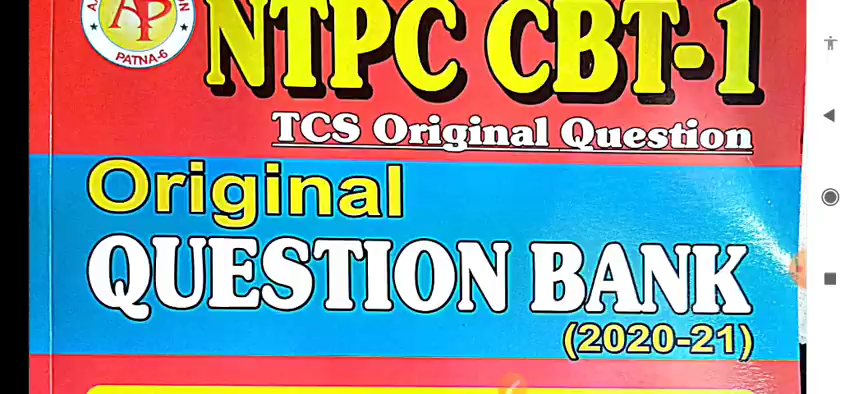 AP
PATNA-6
NTPC CBT-1
TCS Original Question
Original
QUESTION BANK
(2020-21)